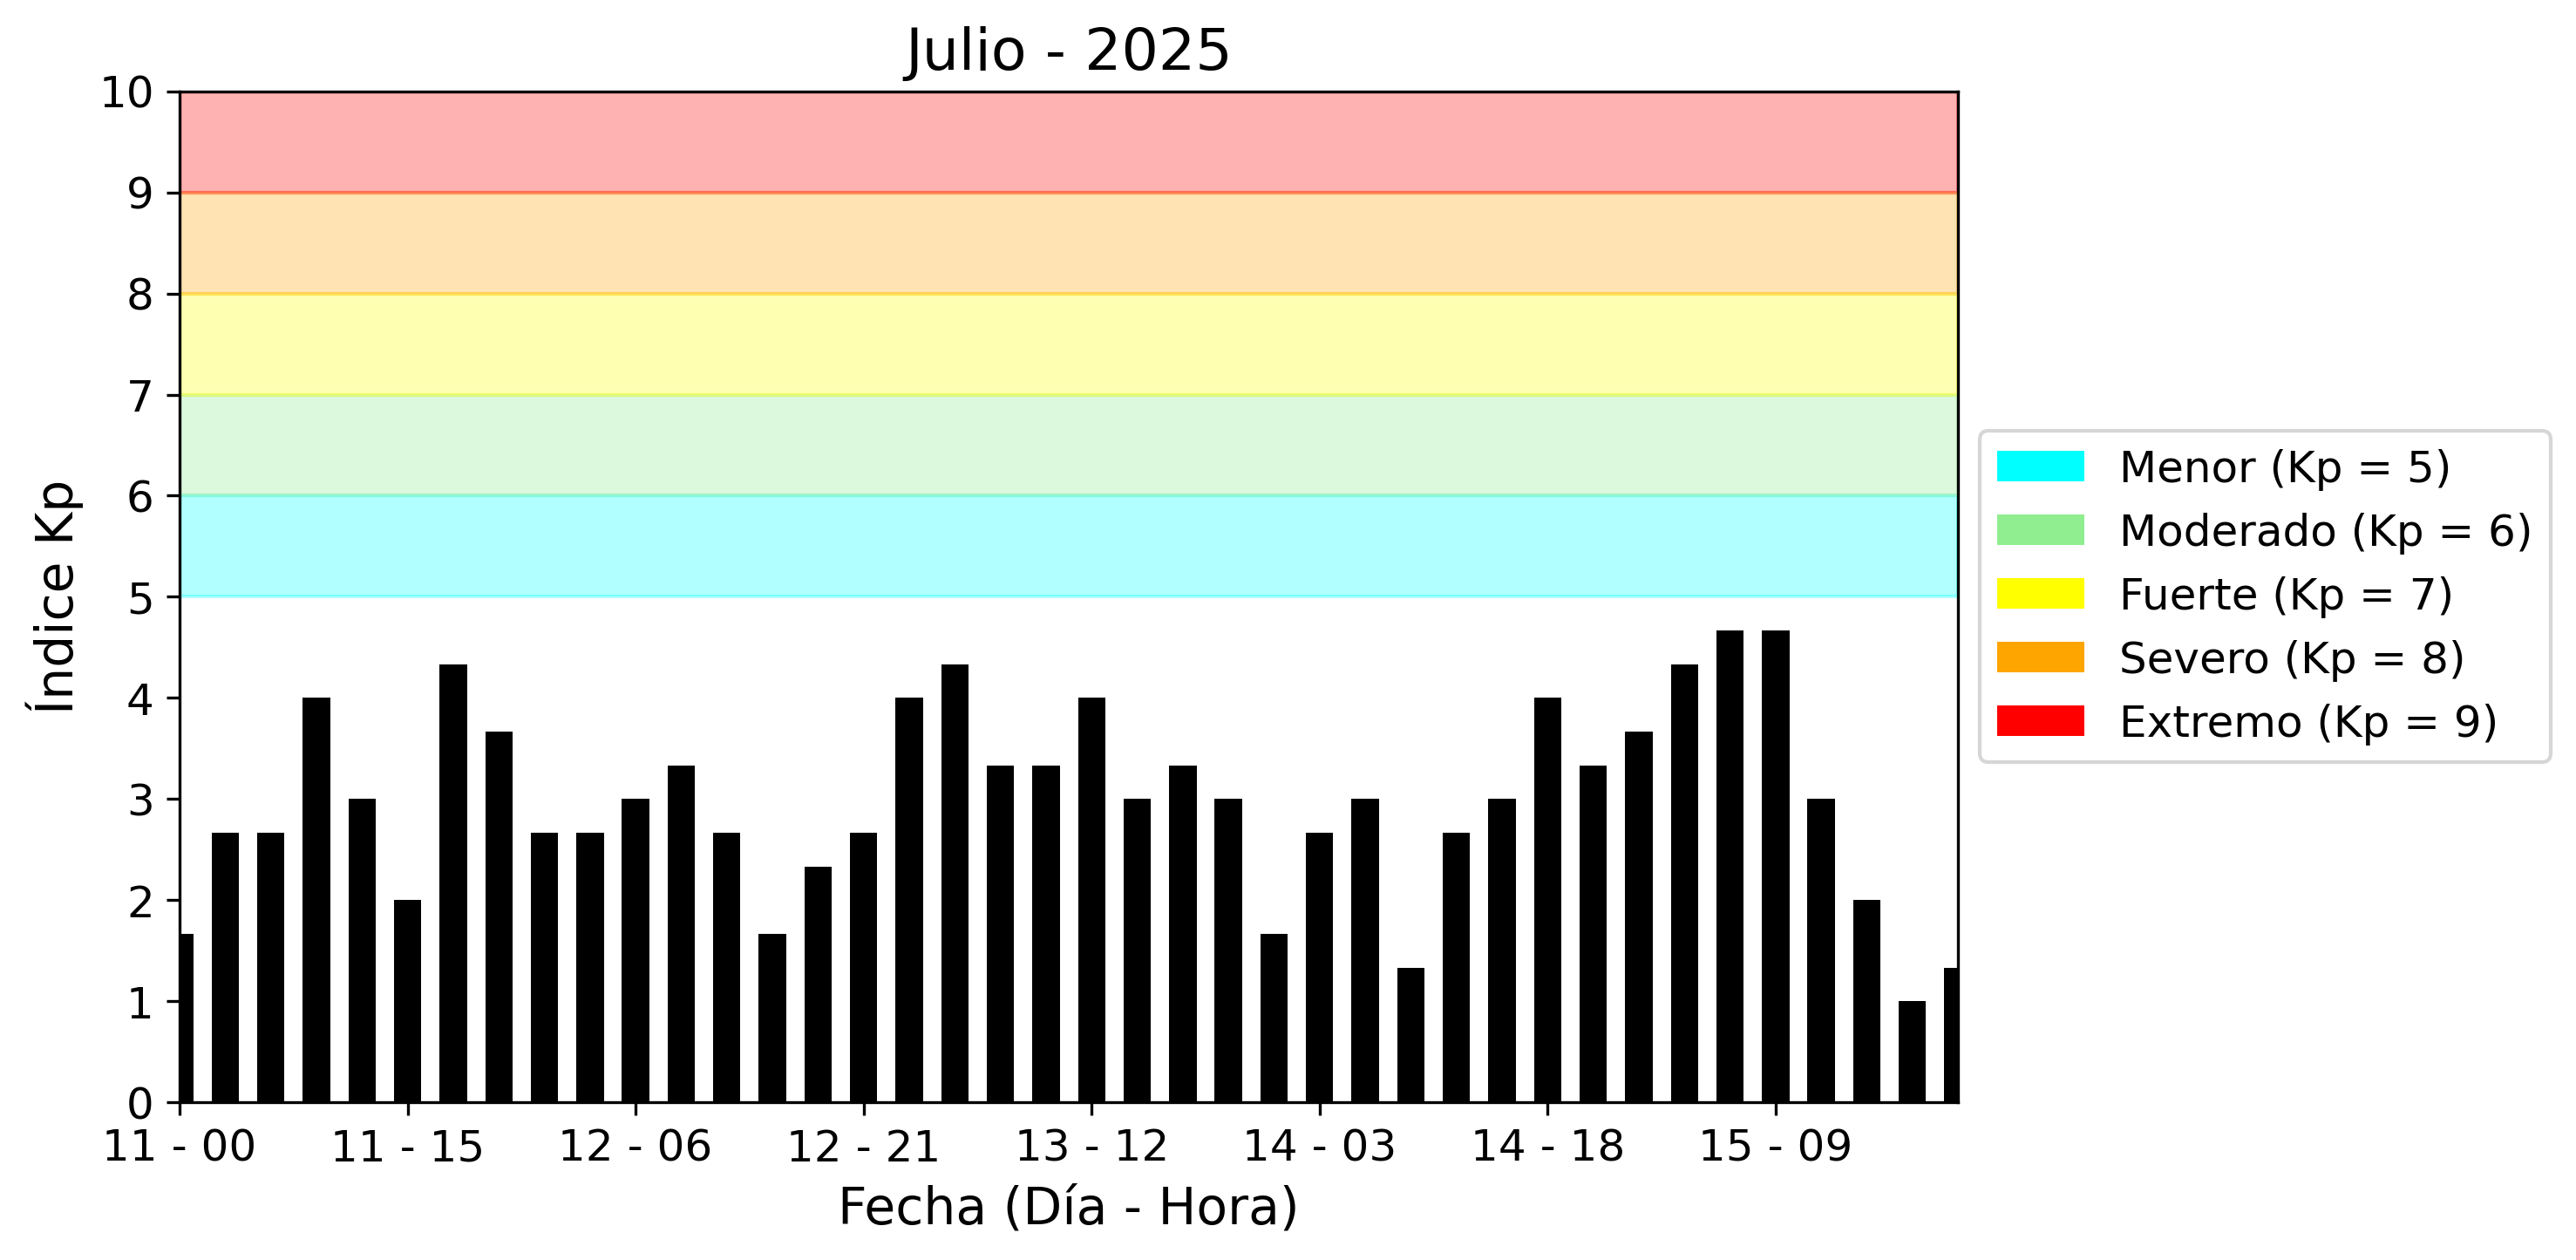 Julio - 2025
10
9
8
7
6
5
4
3
2
1
0
Índice Kp
11 - 00
11 - 15
12 - 06
12 - 21
13 - 12
14 - 03
14 - 18
15 - 09
Fecha (Día - Hora)
Menor (Kp = 5)
Moderado (Kp = 6)
Fuerte (Kp = 7)
Severo (Kp = 8)
Extremo (Kp = 9)